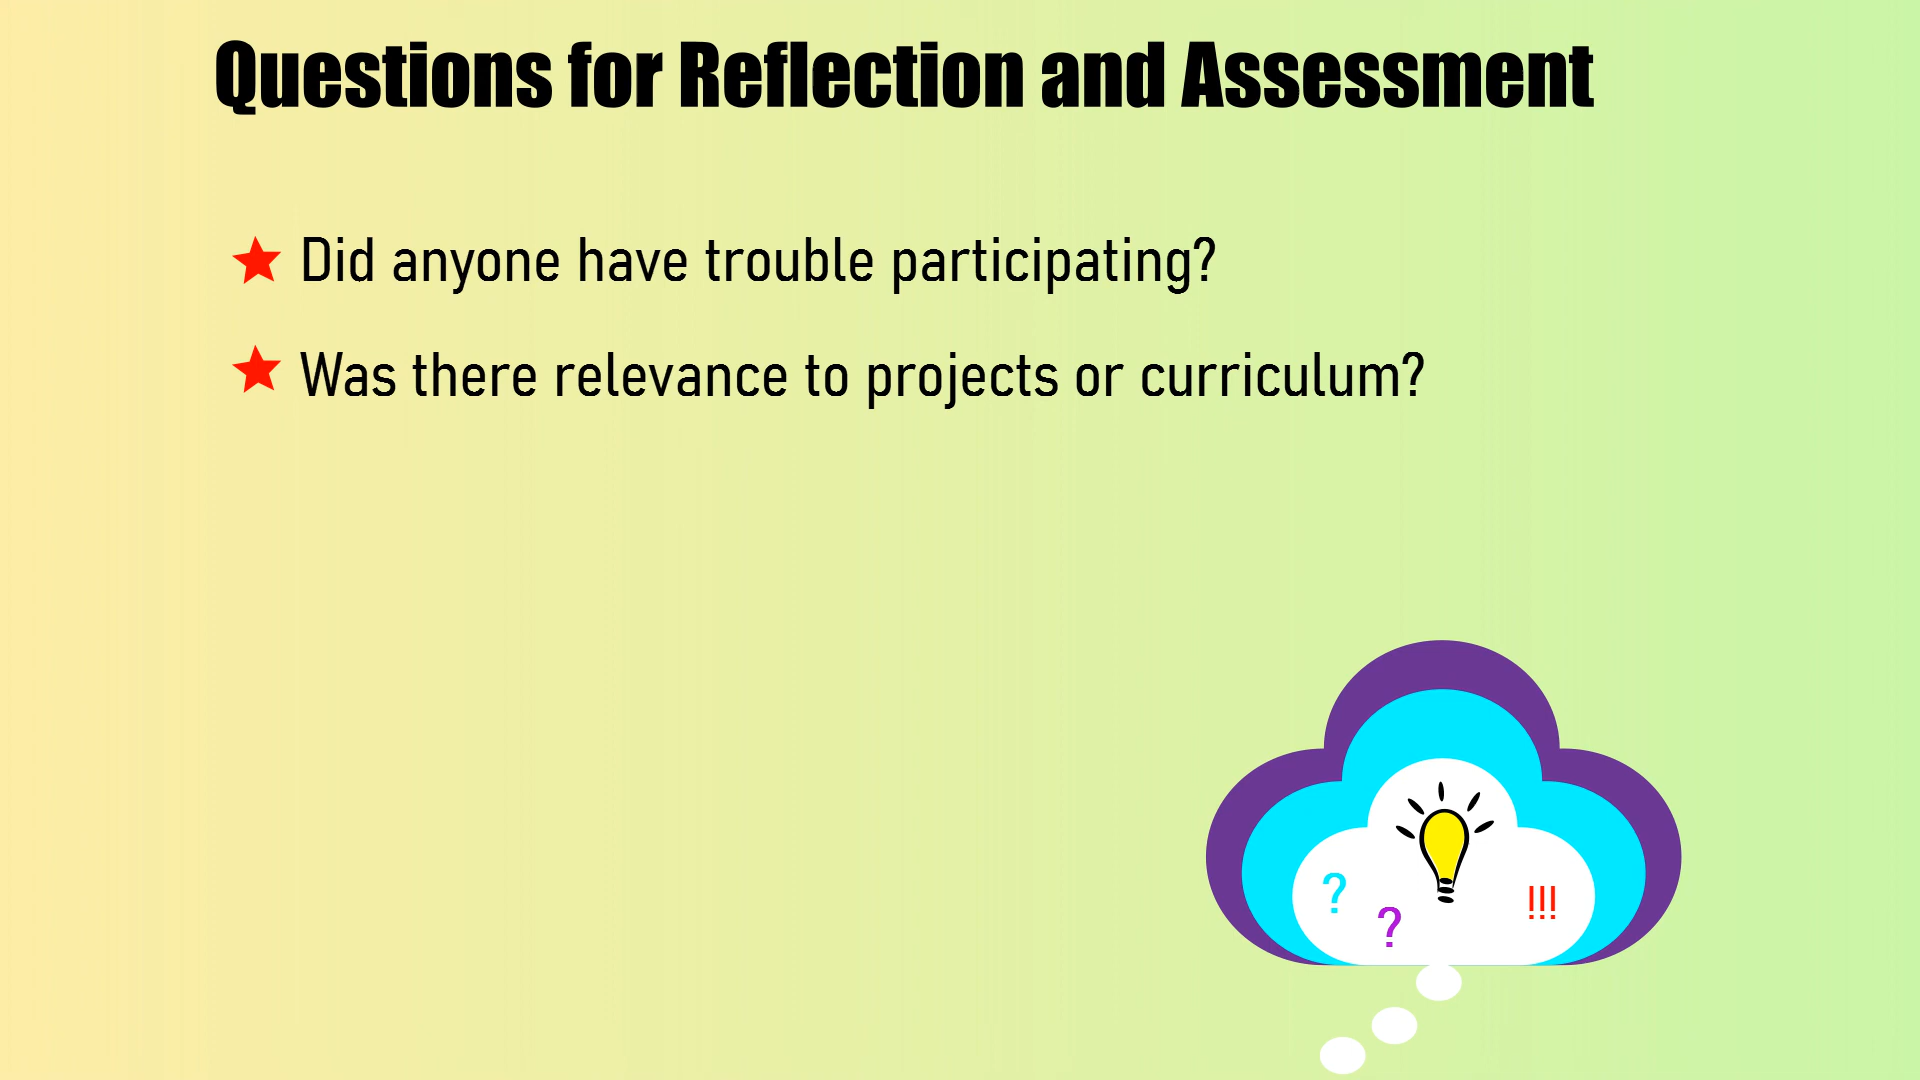 Questions for Reflection and Assessment
Did anyone have trouble participating?
Was there relevance to projects or curriculum?
?
?
!!!